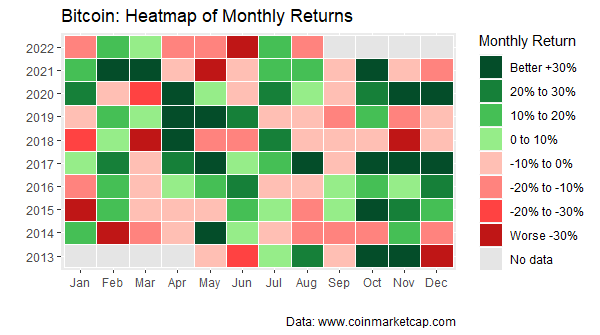 Bitcoin: Heatmap of Monthly Returns
2022
2021
2020
2019
2018
2017
2016
2015
2014
2013
Jan Feb Mar Apr May Jun Jul Aug Sep Oct Nov Dec
Monthly Return
Better +30%
20% to 30%
10% to 20%
0 to 10%
-10% to 0%
-20% to -10%
-20% to -30%
Worse -30%
No data
Data: www.coinmarketcap.com